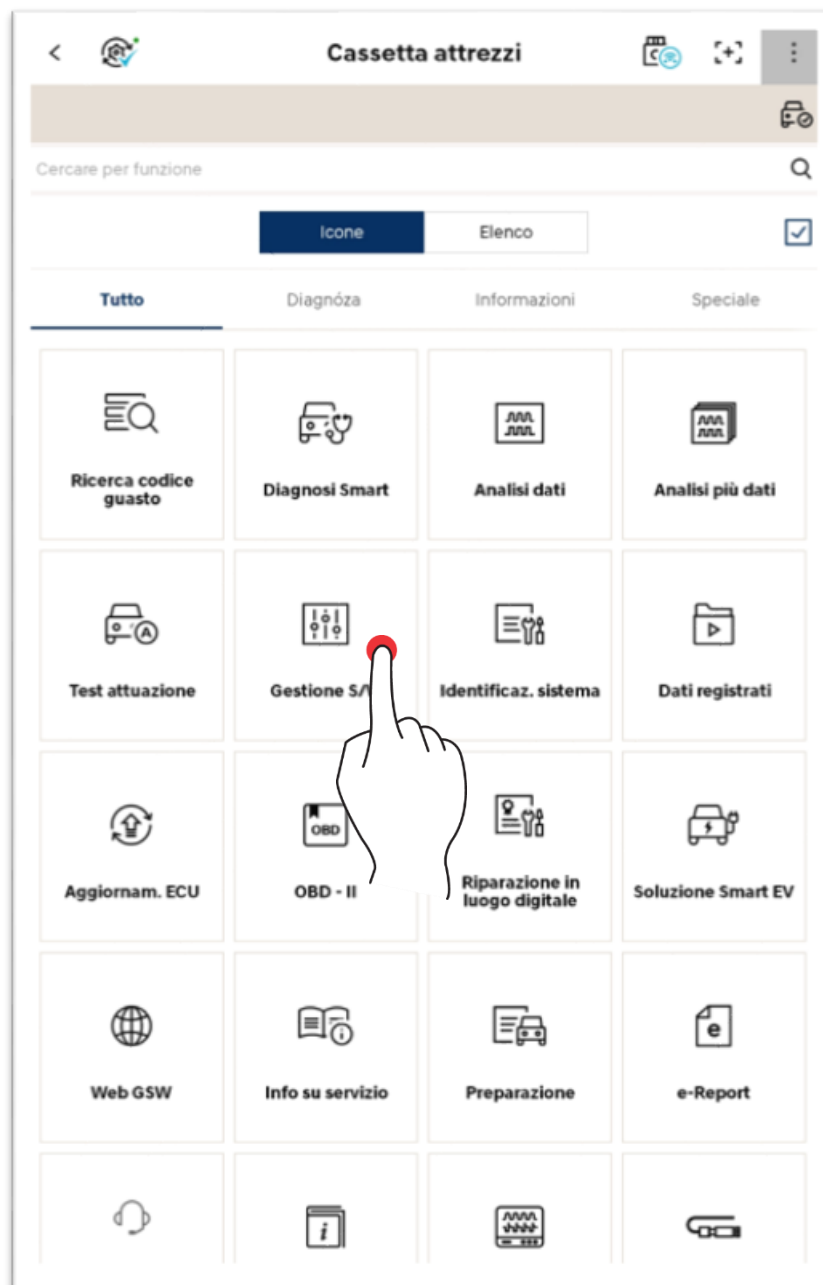 Cassetta attrezzi
Cercare per funzione
Icone Elenco
Tutto Diagnóza Informazioni Speciale
Ricerca codice
guasto
Diagnosi Smart
Analisi dati
Analisi più dati
Test attuazione
Gestione
Identificaz. sistema
Dati registrati
Aggiornam. ECU
OBD
OBD - II
Riparazione in
luogo digitale
Soluzione Smart EV
Web GSW
Info su servizio
Preparazione
e
e-Report
i